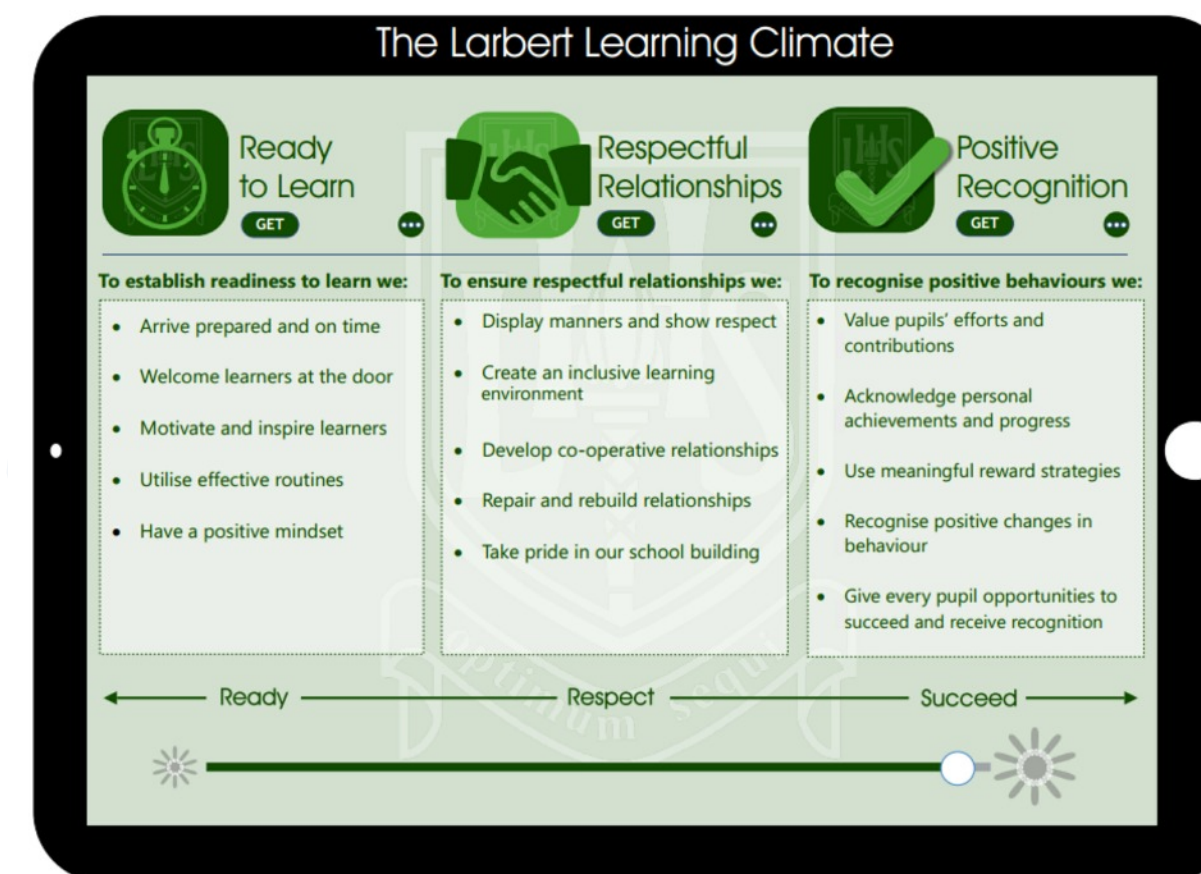 The Larbert Learning Climate
Ready
to Learn
GET
Respectful
Relationships
GET
Positive
Recognition
GET
To establish readiness to learn we:
• Arrive prepared and on time
• Welcome learners at the door
• Motivate and inspire learners
• Utilise effective routines
• Have a positive mindset
To ensure respectful relationships we:
• Display manners and show respect
• Create an inclusive learning
environment
• Develop co-operative relationships
• Repair and rebuild relationships
• Take pride in our school building
To recognise positive behaviours we:
• Value pupils’ efforts and
contributions
• Acknowledge personal
achievements and progress
• Use meaningful reward strategies
• Recognise positive changes in
behaviour
• Give every pupil opportunities to
succeed and receive recognition
Ready Respect Succeed
LHS
optimum sequi